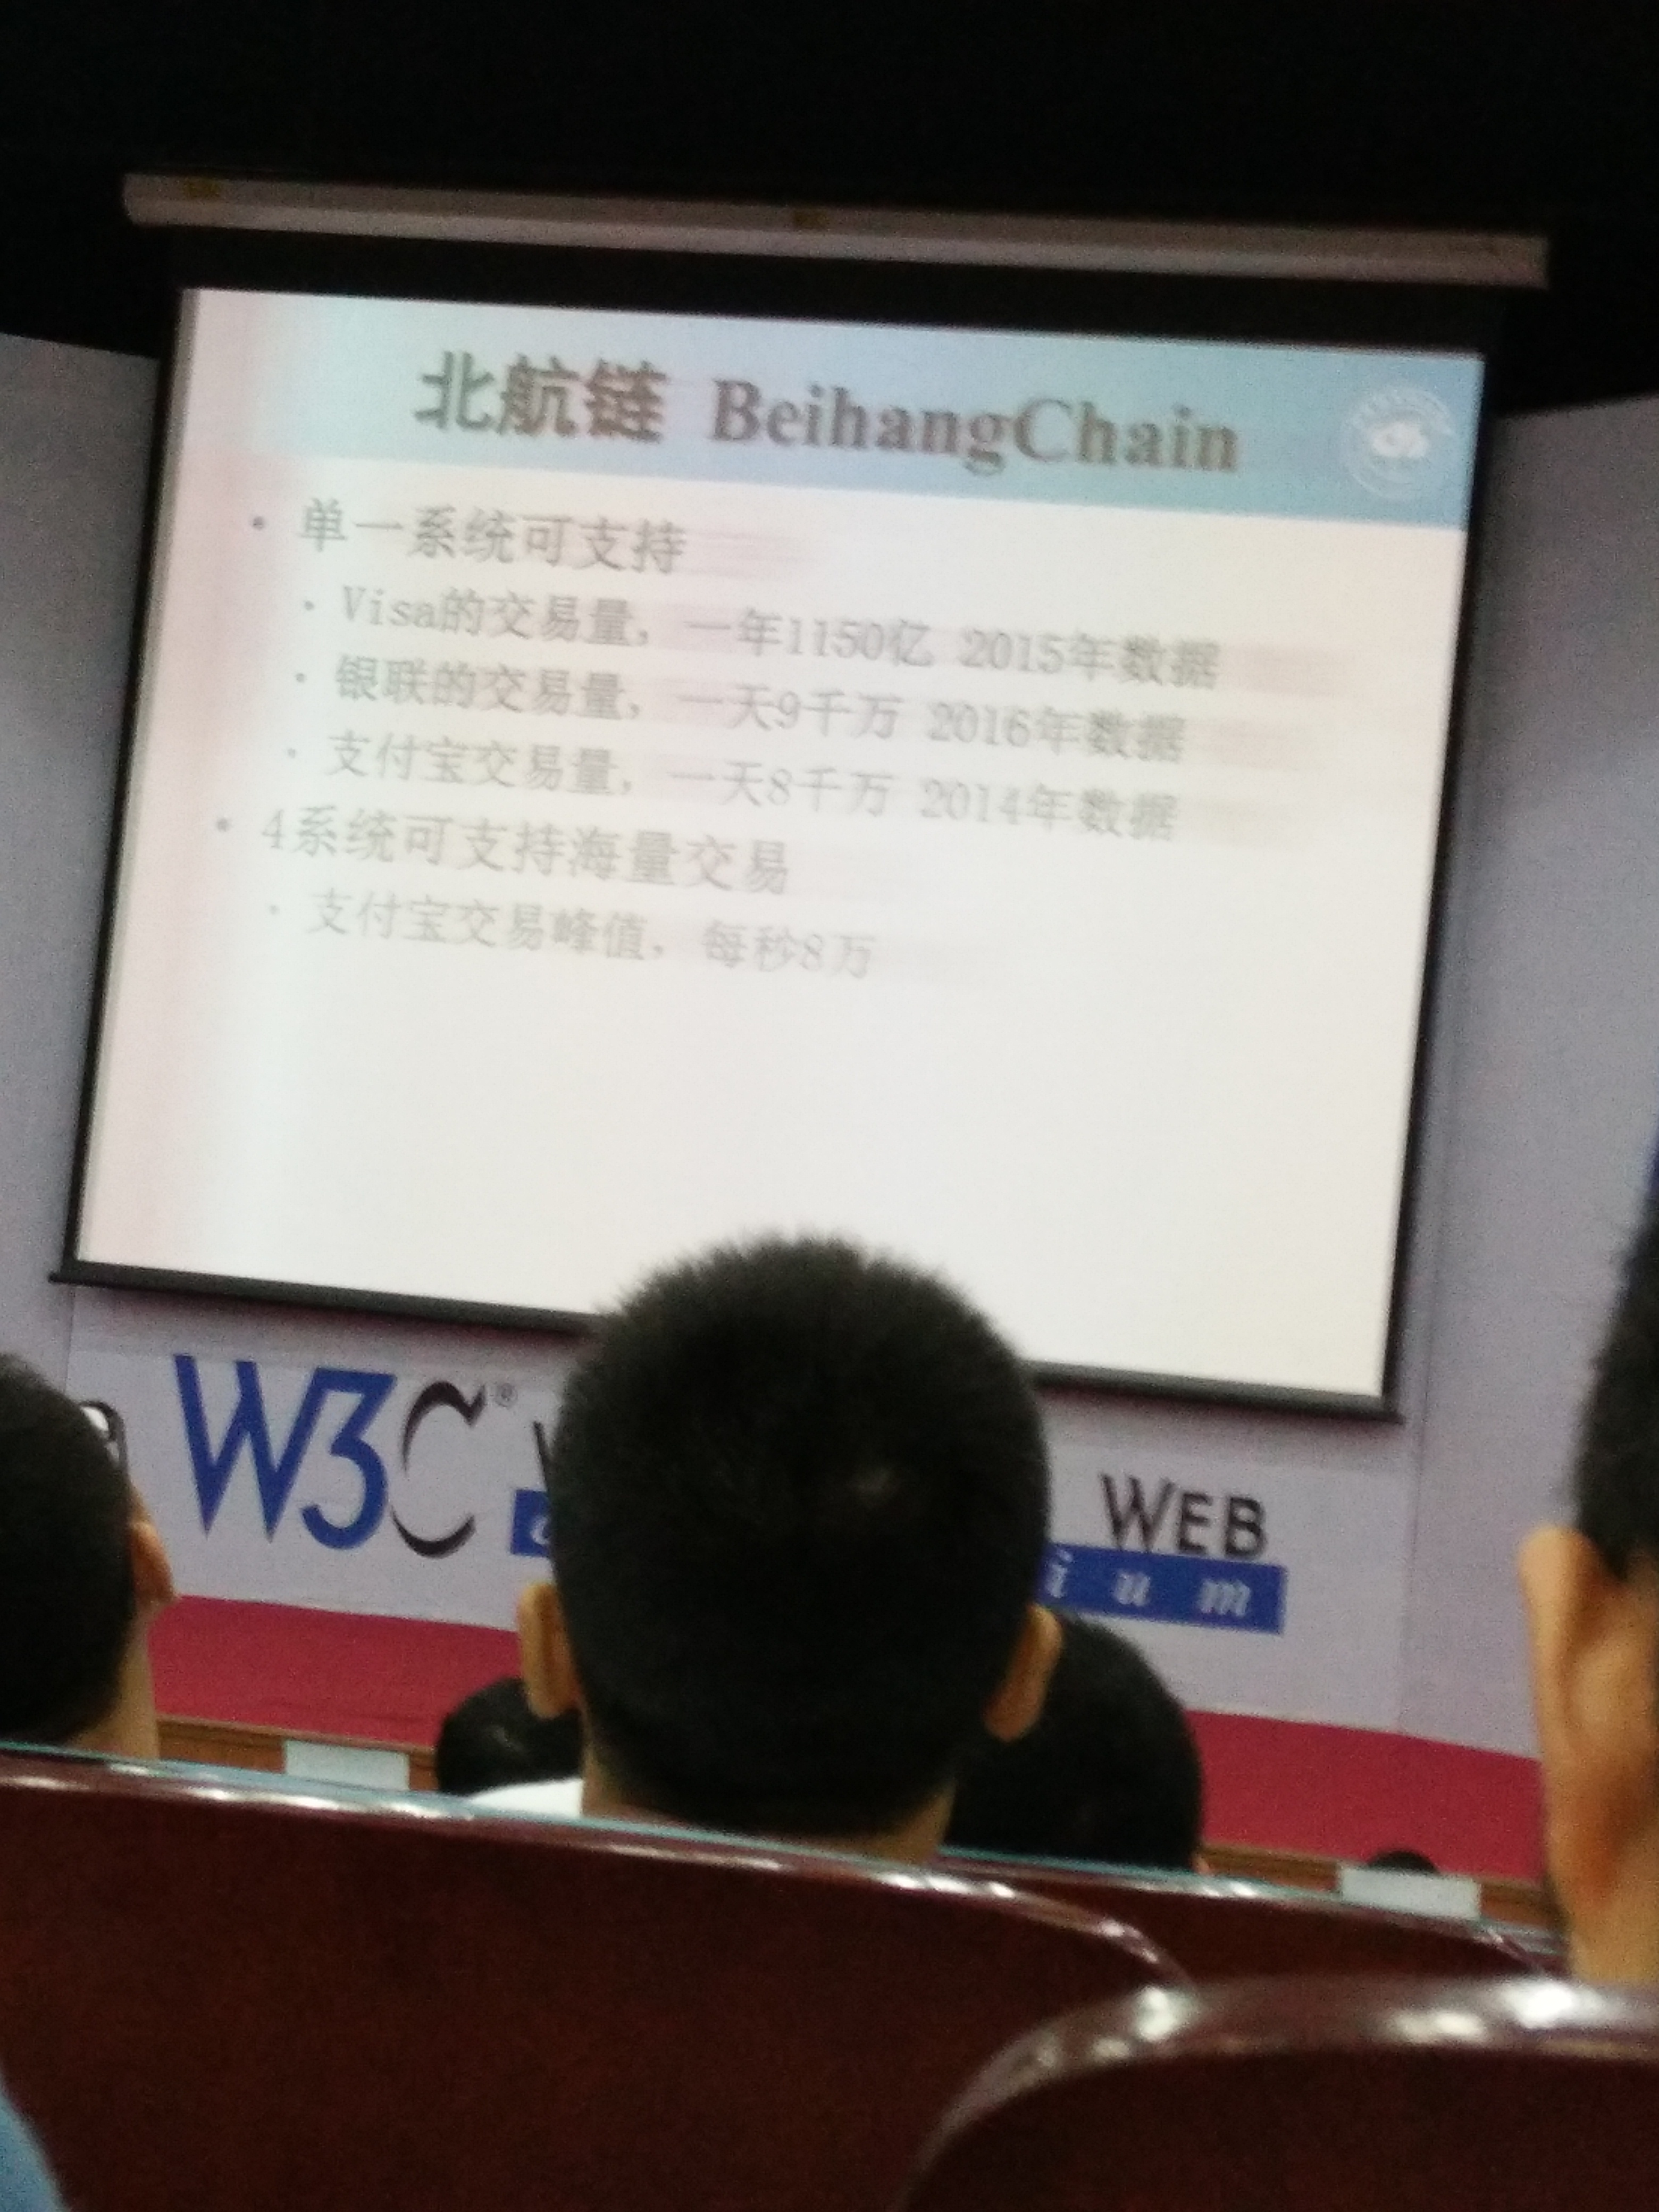 北航链 BeihangChain
• 单一系统可支持
• Visa的交易量，一年1150亿 2015年数据
• 银联的交易量，一天9千万 2016年数据
• 支付宝交易量，一天8千万 2014年数据
• 4系统可支持海量交易
• 支付宝交易峰值，每秒8万
W3C® WEB
ium